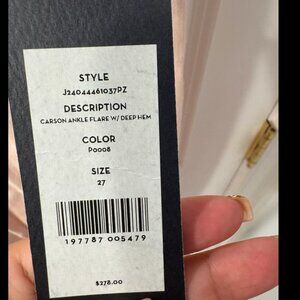 STYLE
J24044461037PZ
DESCRIPTION
CARSON ANKLE FLARE W/ DEEP HEM
COLOR
P0008
SIZE
27
197787 005479
$278.00